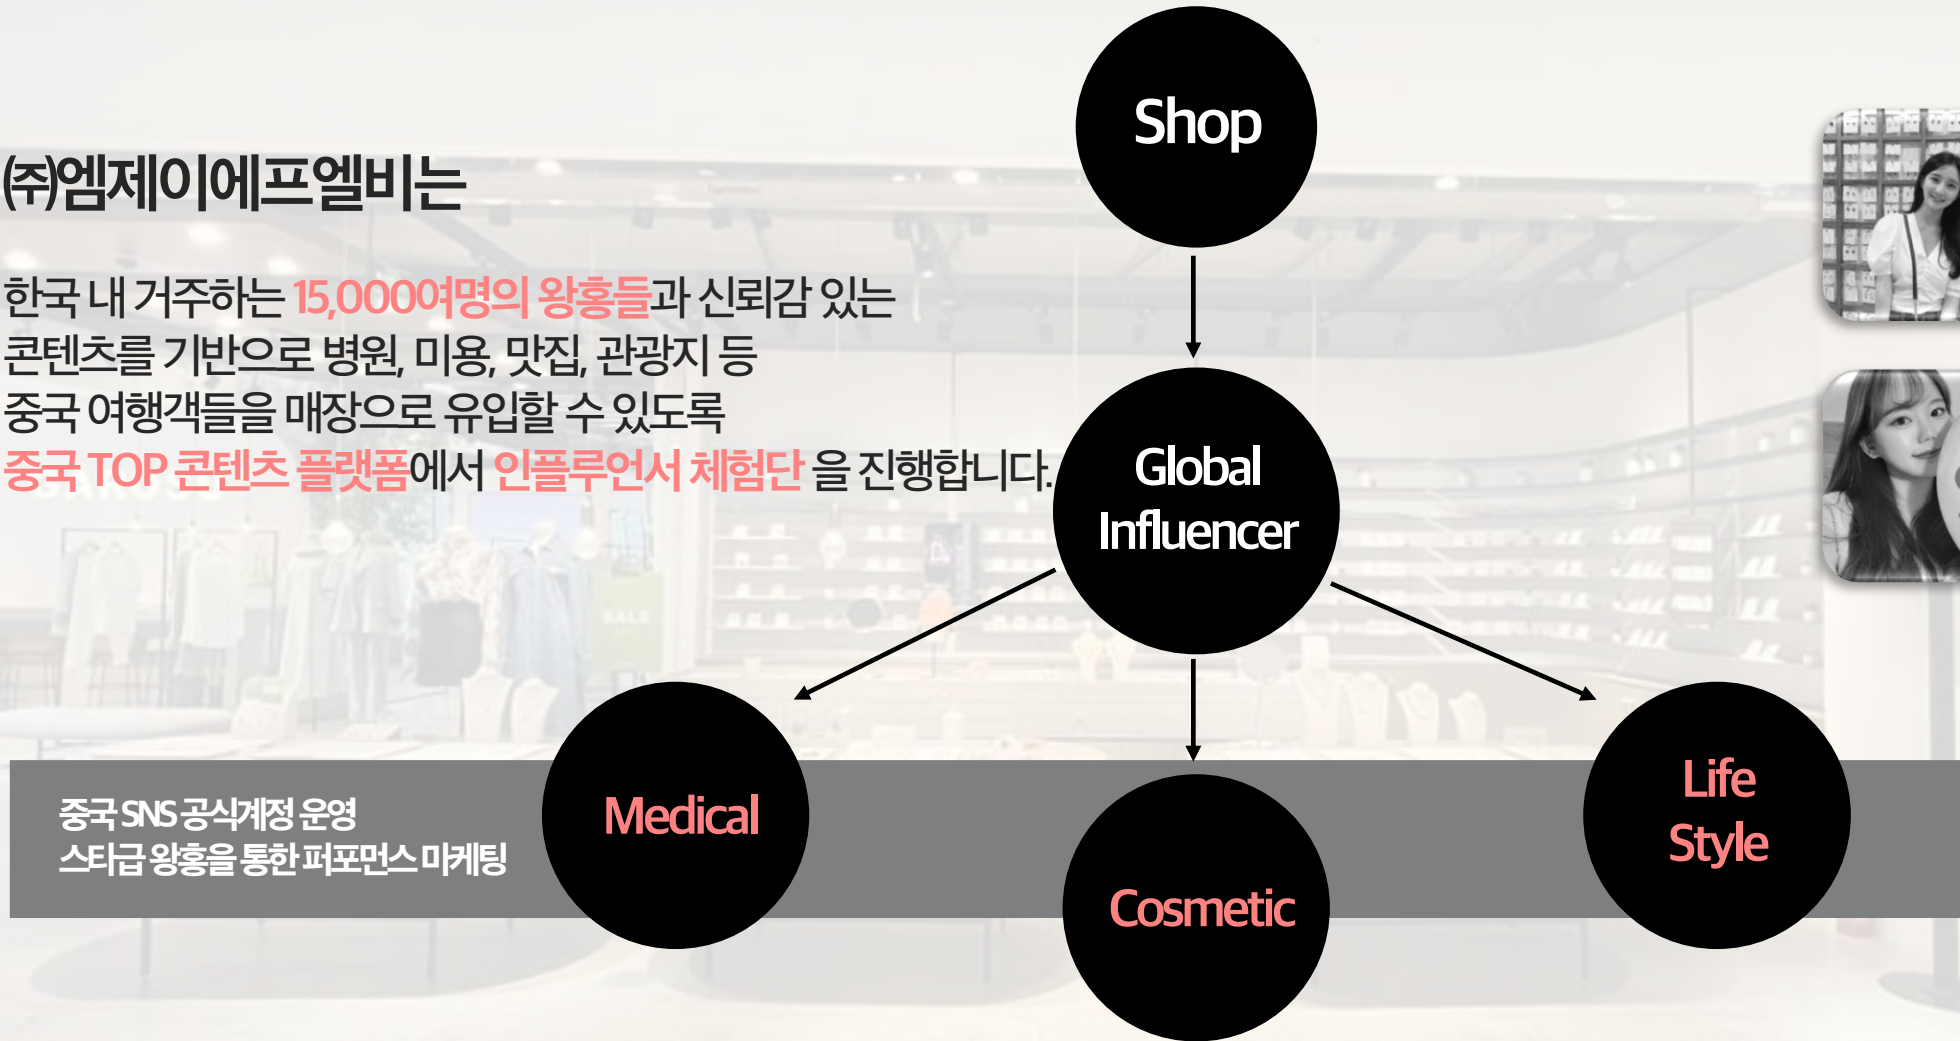 ㈜엠제이에프엘비는
한국 내 거주하는 15,000여명의 왕홍들과 신뢰감 있는
콘텐츠를 기반으로 병원, 미용, 맛집, 관광지 등
중국 여행객들을 매장으로 유입할 수 있도록
중국 TOP 콘텐츠 플랫폼에서 인플루언서 체험단 을 진행합니다.
Shop
Global
Influencer
Medical
Cosmetic
Life
Style
중국 SNS 공식계정 운영
스타급 왕홍을 통한 퍼포먼스 마케팅
SALE